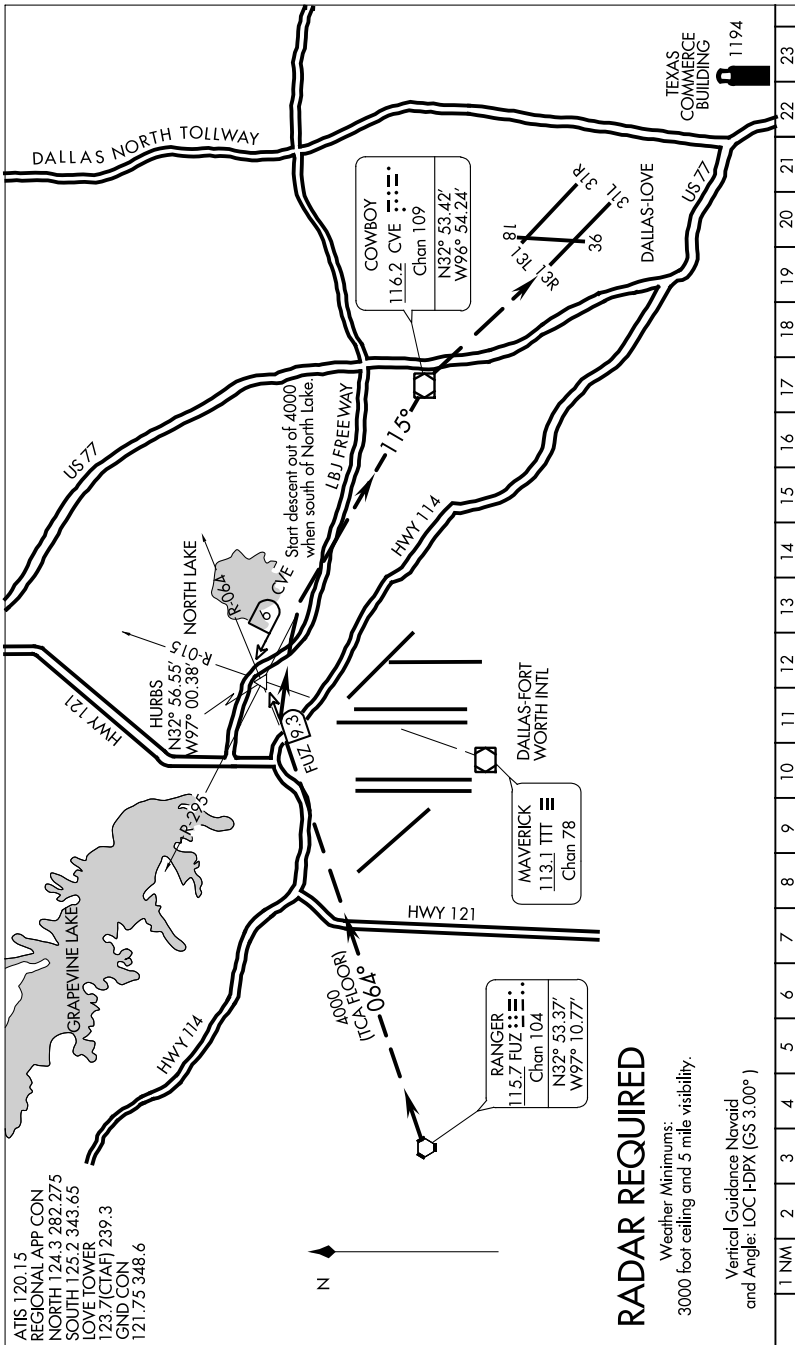 ATIS 120.15
REGIONAL APP CON
NORTH 124.3 282.275
SOUTH 125.2 343.65
LOVE TOWER
123.7(CTAF) 239.3
GND CON
121.75 348.6
GRAPEVINE LAKE
HWY 114
R-295
HWY 121
HURBS
N32° 56.55'
W97° 00.38'
R-015
NORTH LAKE
R-064
US 77
DALLAS NORTH TOLLWAY
6
CVE
Start descent out of 4000
when south of North Lake.
LBJ FREEWAY
115°
COWBOY
116.2 CVE
Chan 109
N32° 53.42'
W96° 54.24'
FUZ 9.3
HWY 114
18
13L
13R
31R
31L
36
DALLAS-LOVE
US 77
TEXAS
COMMERCE
BUILDING
1194
N
4000
(TCA FLOOR)
064°
HWY 121
RANGER
115.7 FUZ
Chan 104
N32° 53.37'
W97° 10.77'
MAVERICK
113.1 TTT
Chan 78
DALLAS-FORT
WORTH INTL
RADAR REQUIRED
Weather Minimums:
3000 foot ceiling and 5 mile visibility.
Vertical Guidance Navaid
and Angle: LOC I-DPX (GS 3.00°)
1 NM 2 3 4 5 6 7 8 9 10 11 12 13 14 15 16 17 18 19 20 21 22 23